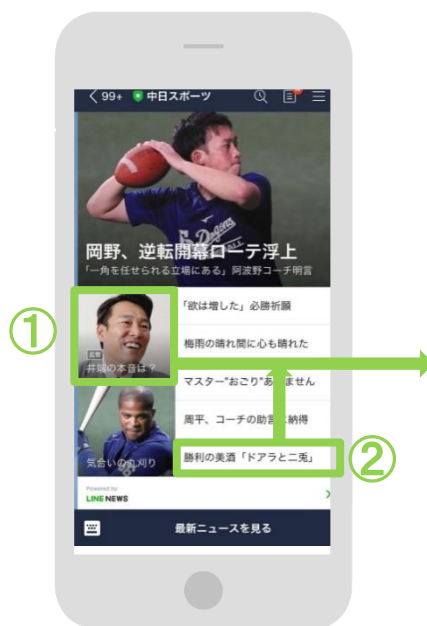 99+ 中日スポーツ
Dragons
岡野、逆転開幕ローテ浮上
「一角を任せられる立場にある」阿波野コーチ明言
①
「欲は増した」必勝祈願
梅雨の晴れ間に心も晴れた
広告
井端の本音は？
マスター"おごり"ありません
周平、コーチの助言に納得
気合いの丸刈り
勝利の美酒「ドアラと二兎」
②
Powered by
LINE NEWS
最新ニュースを見る